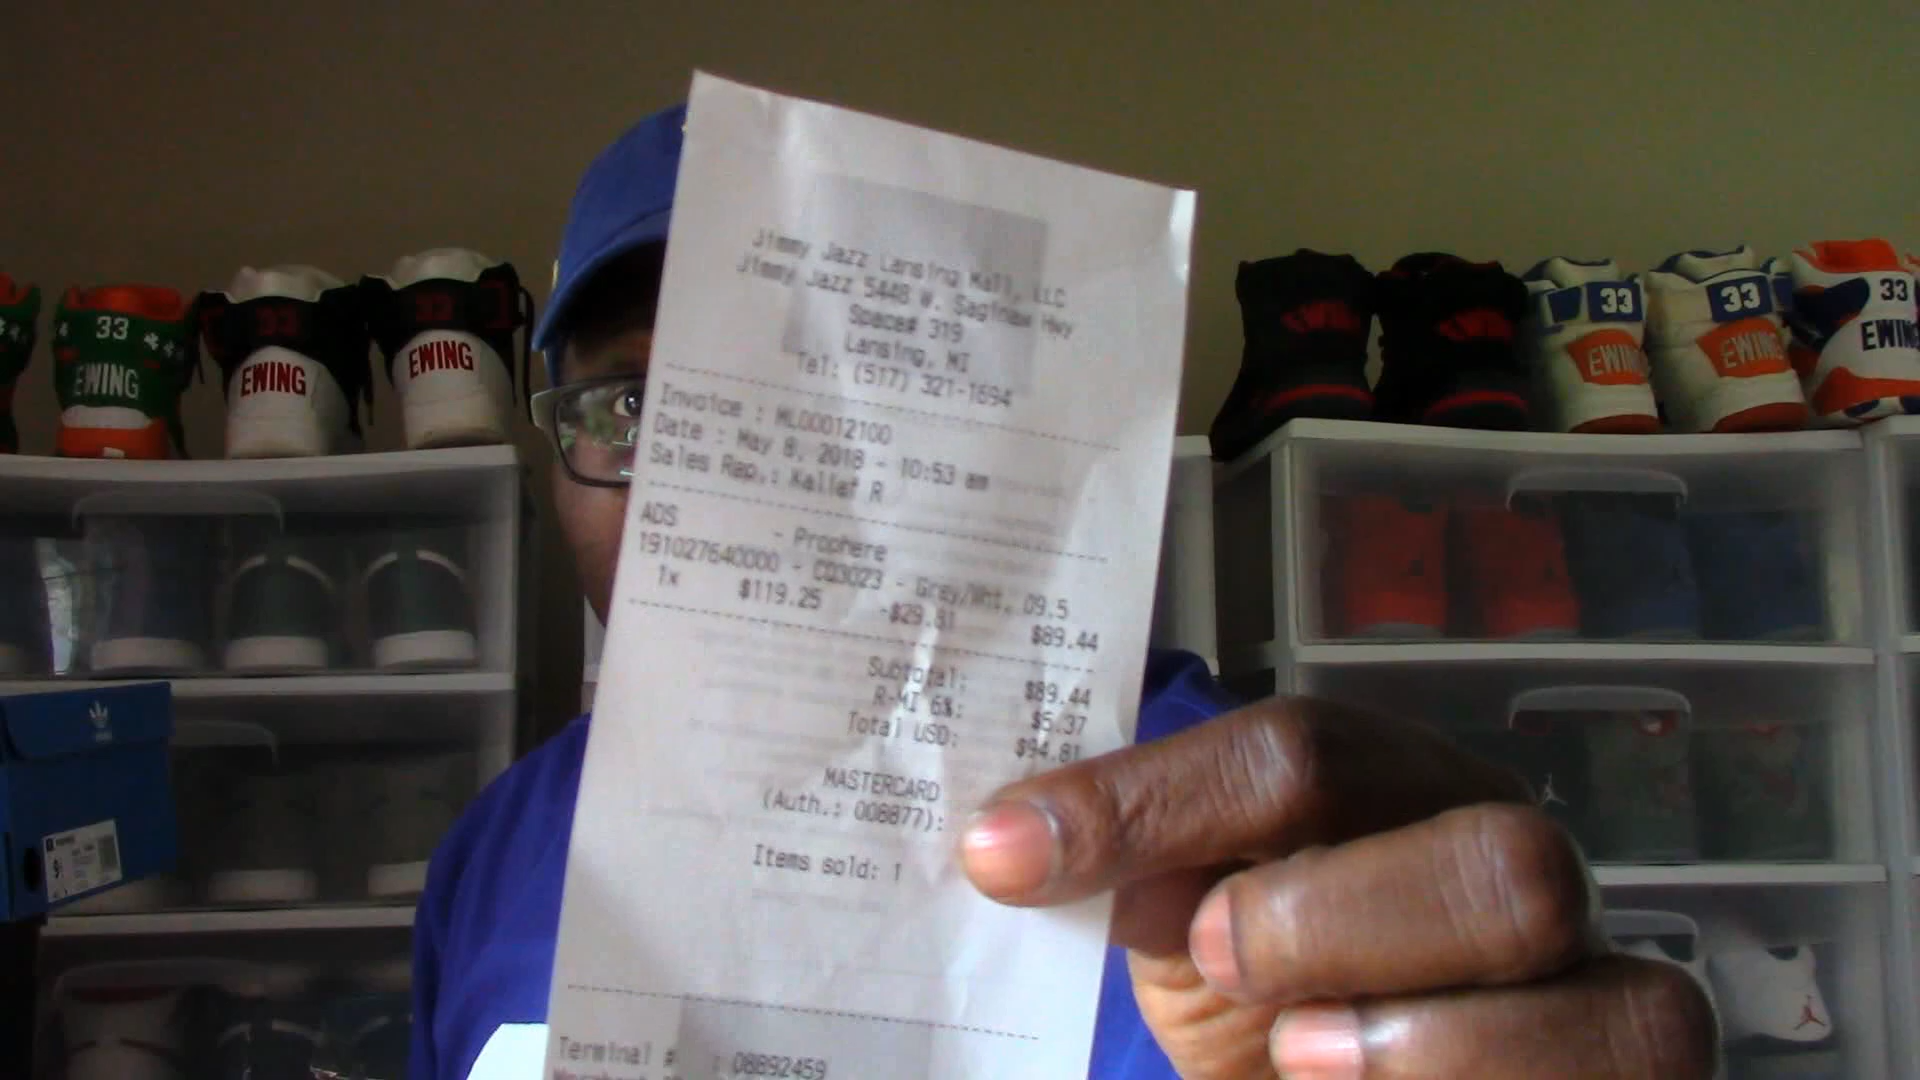 Jimmy Jazz Lansing Mall, LLC
Jimmy Jazz 5448 W. Saginaw Hwy
Space# 319
Lansing, MI
Tel: (517) 321-1694
Invoice : ML00012100
Date : May 8, 2018 - 10:53 am
Sales Rep.: Kallef R
ADS - Prophere
191027640000 - CQ3023 - Grey/Wht, 09.5
1x $119.25 -$29.81 $89.44
Subtotal: $89.44
R-MI 6%: $5.37
Total USD: $94.81
MASTERCARD
(Auth.: 008877):
Items sold: 1
Terminal # : 08892459
33
EWING
33
EWING
33
EWING
EWING
EWING
33
EWING
33
EWING
33
EWING
9½